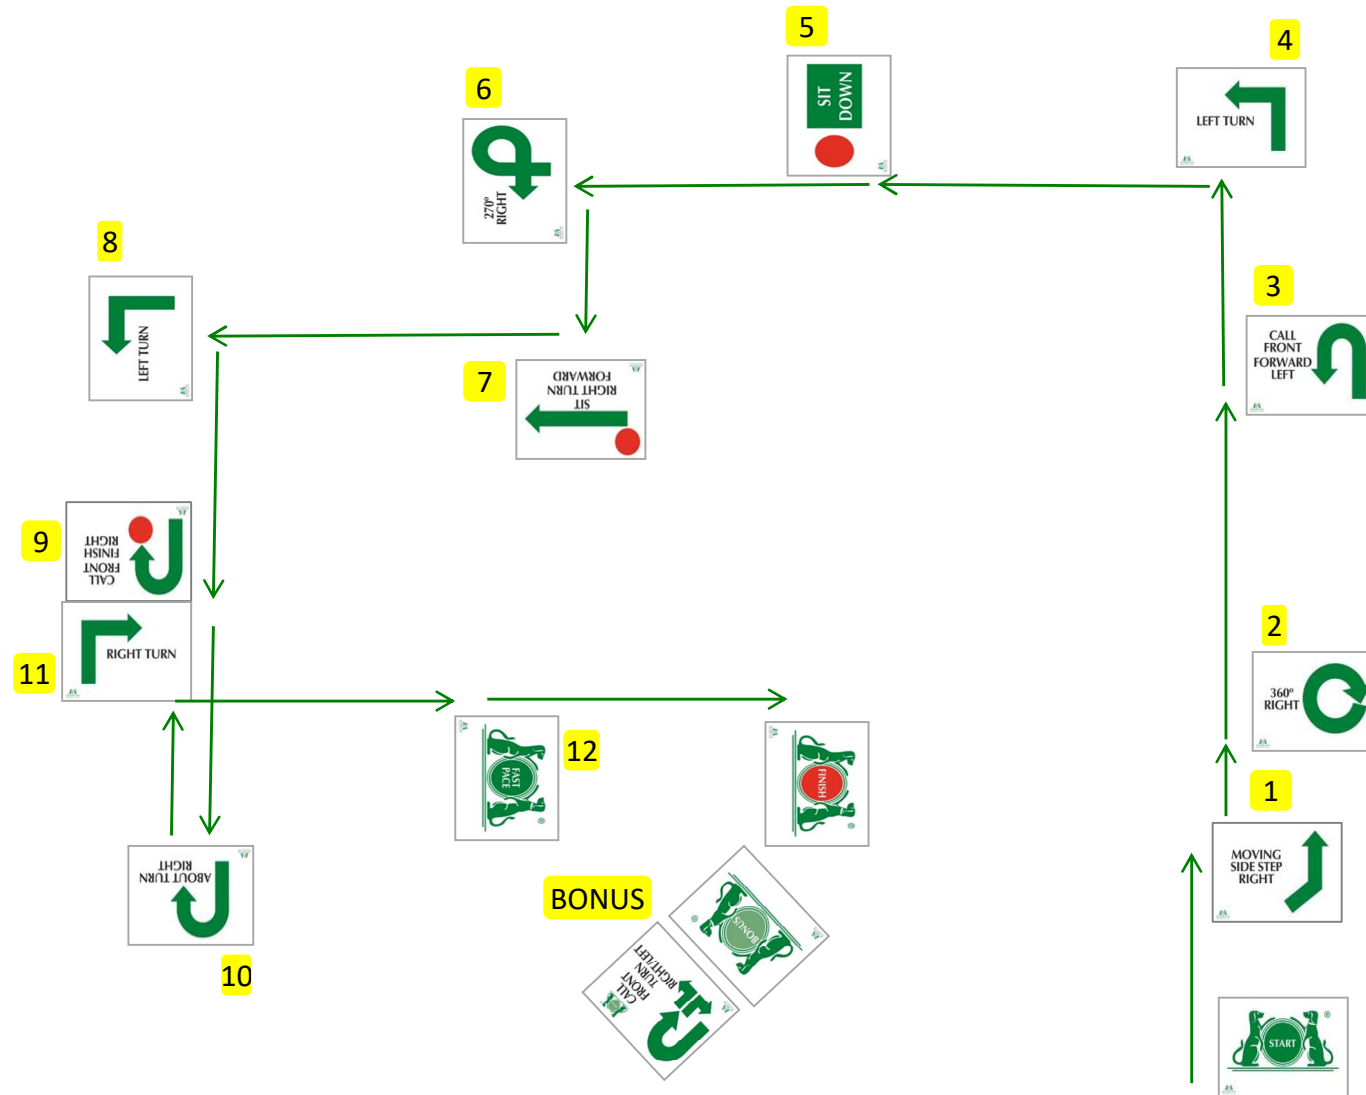 5
SIT
DOWN
4
LEFT TURN
6
270º
RIGHT
3
CALL
FRONT
FORWARD
LEFT
8
LEFT TURN
7
SIT
RIGHT TURN
FORWARD
9
CALL
FRONT
FINISH
RIGHT
11
RIGHT TURN
2
360º
RIGHT
12
FAST
PACE
®
FINISH
®
1
MOVING
SIDE STEP
RIGHT
10
ABOUT TURN
RIGHT
BONUS
BONUS
®
CALL
FRONT
TURN
RIGHT/LEFT
START
®